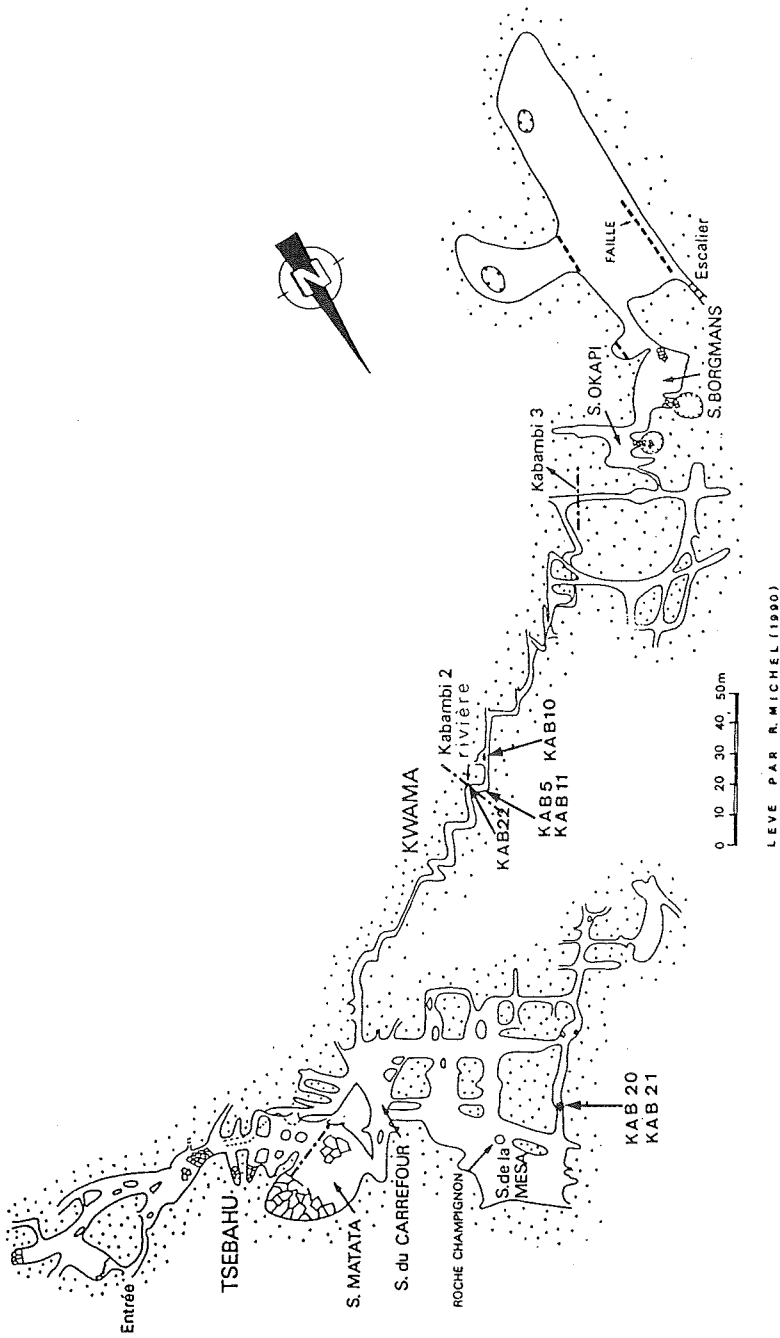 Entrée
TSEBAHU
S. MATATA
S. du CARREFOUR
ROCHE CHAMPIGNON
S. de la
MESA
KAB 20
KAB 21
KWAMA
Kabambi 2
rivière
KAB22
KAB5
KAB11
KAB10
Kabambi 3
S. OKAPI
S. BORGMANS
FAILLE
Escalier
N
0 10 20 30 40 50m
LEVE PAR R. MICHEL (1990)